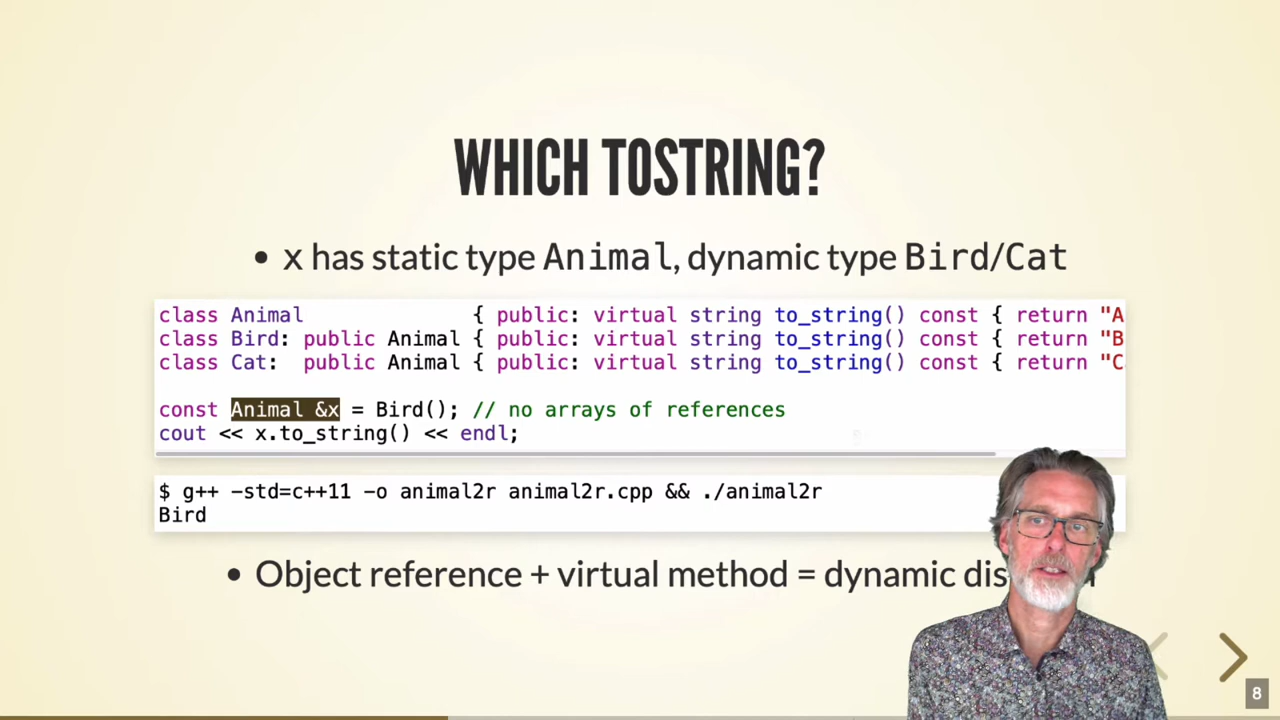 WHICH TOSTRING?
• x has static type Animal, dynamic type Bird/Cat
class Animal { public: virtual string to_string() const { return "A
class Bird: public Animal { public: virtual string to_string() const { return "B
class Cat: public Animal { public: virtual string to_string() const { return "C
const Animal &x = Bird(); // no arrays of references
cout << x.to_string() << endl;
$ g++ -std=c++11 -o animal2r animal2r.cpp && ./animal2r
Bird
• Object reference + virtual method = dynamic
8